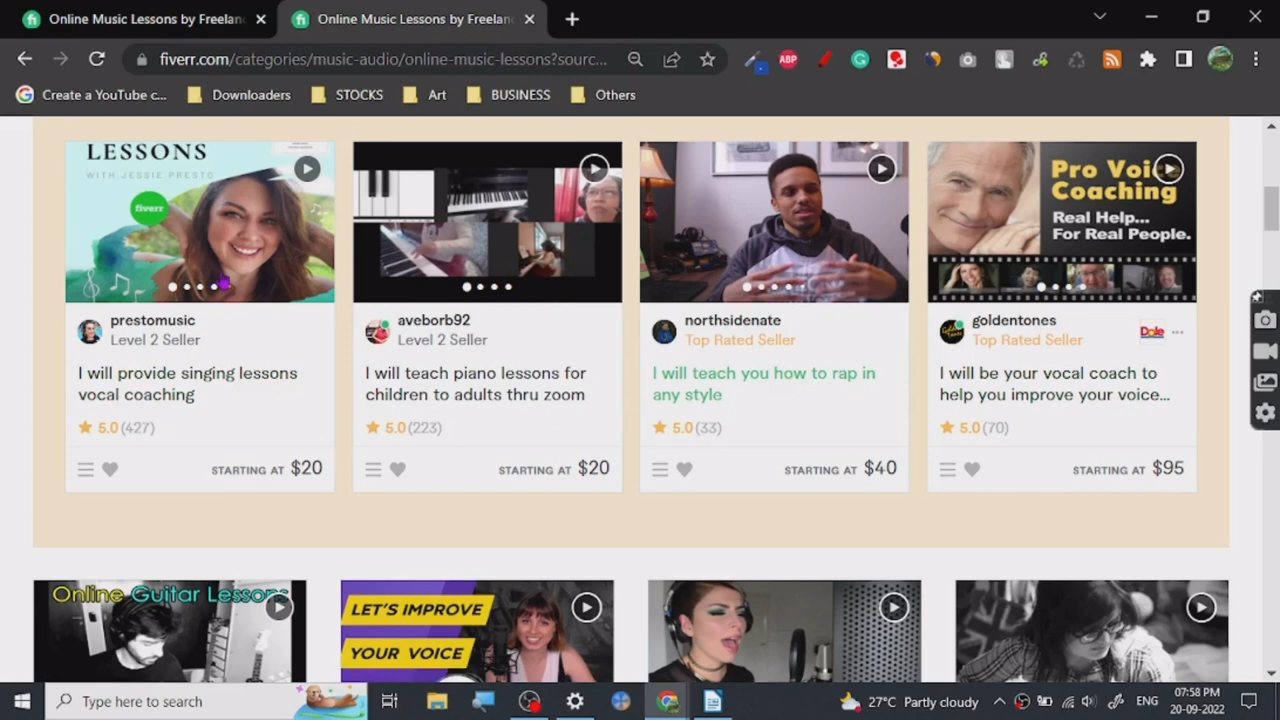 Online Music Lessons by Freelan
Online Music Lessons by Freelan
fiverr.com/categories/music-audio/online-music-lessons?sourc...
ABP
Create a YouTube c...
Downloaders
STOCKS
Art
BUSINESS
Others
LESSONS
WITH JESSIE PRESTO
fiverr
Pro Voice
Coaching
Real Help...
For Real People.
prestomusic
Level 2 Seller
aveborb92
Level 2 Seller
northsidenate
Top Rated Seller
goldentones
Top Rated Seller
Dole
I will provide singing lessons
vocal coaching
I will teach piano lessons for
children to adults thru zoom
I will teach you how to rap in
any style
I will be your vocal coach to
help you improve your voice...
5.0 (427)
5.0 (223)
5.0 (33)
5.0 (70)
STARTING AT $20
STARTING AT $20
STARTING AT $40
STARTING AT $95
Online Guitar Lessons
LET'S IMPROVE
YOUR VOICE
Type here to search
27°C Partly cloudy
ENG
07:58 PM
20-09-2022